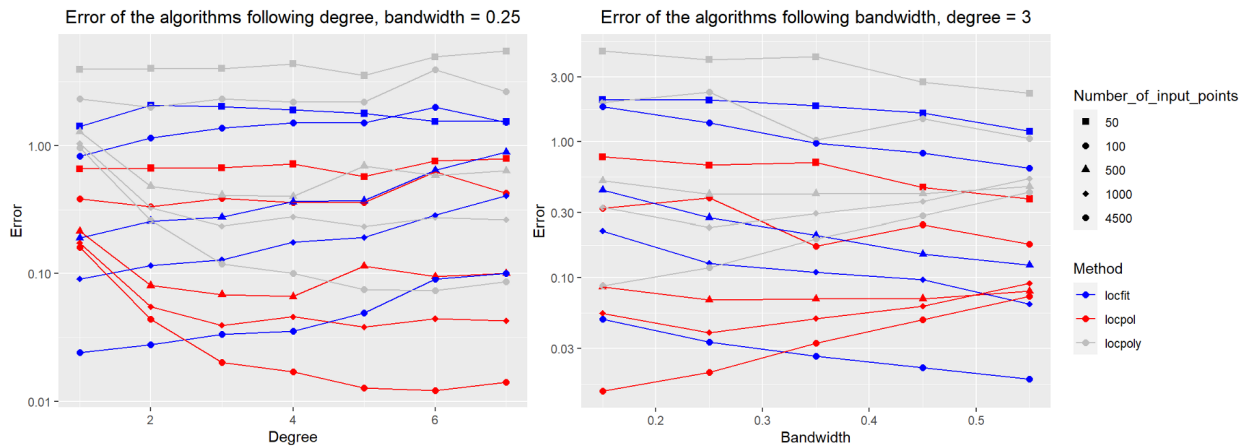 Error of the algorithms following degree, bandwidth = 0.25
Error
1.00
0.10
0.01
2
4
6
Degree
Error of the algorithms following bandwidth, degree = 3
Error
3.00
1.00
0.30
0.10
0.03
0.2
0.3
0.4
0.5
Bandwidth
Number_of_input_points
50
100
500
1000
4500
Method
locfit
locpol
locpoly